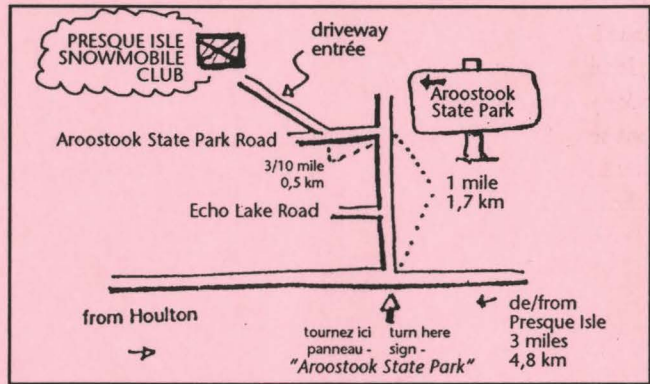 PRESQUE ISLE
SNOWMOBILE
CLUB
driveway
entrée
Aroostook
State Park
Aroostook State Park Road
3/10 mile
0,5 km
1 mile
1,7 km
Echo Lake Road
from Houlton
tournez ici
panneau -
turn here
sign -
"Aroostook State Park"
de/from
Presque Isle
3 miles
4,8 km